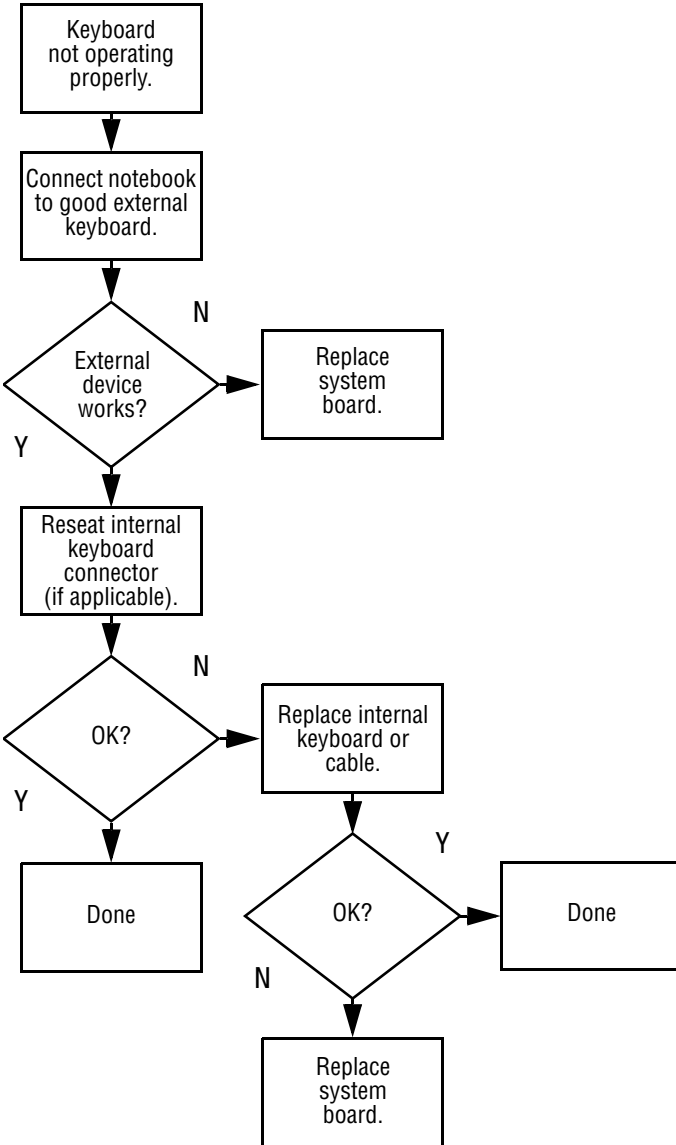 Keyboard
not operating
properly.
Connect notebook
to good external
keyboard.
N
External
device
works?
Replace
system
board.
Y
Reseat internal
keyboard
connector
(if applicable).
N
OK?
Replace internal
keyboard or
cable.
Y
Y
Done
OK?
Done
N
Replace
system
board.